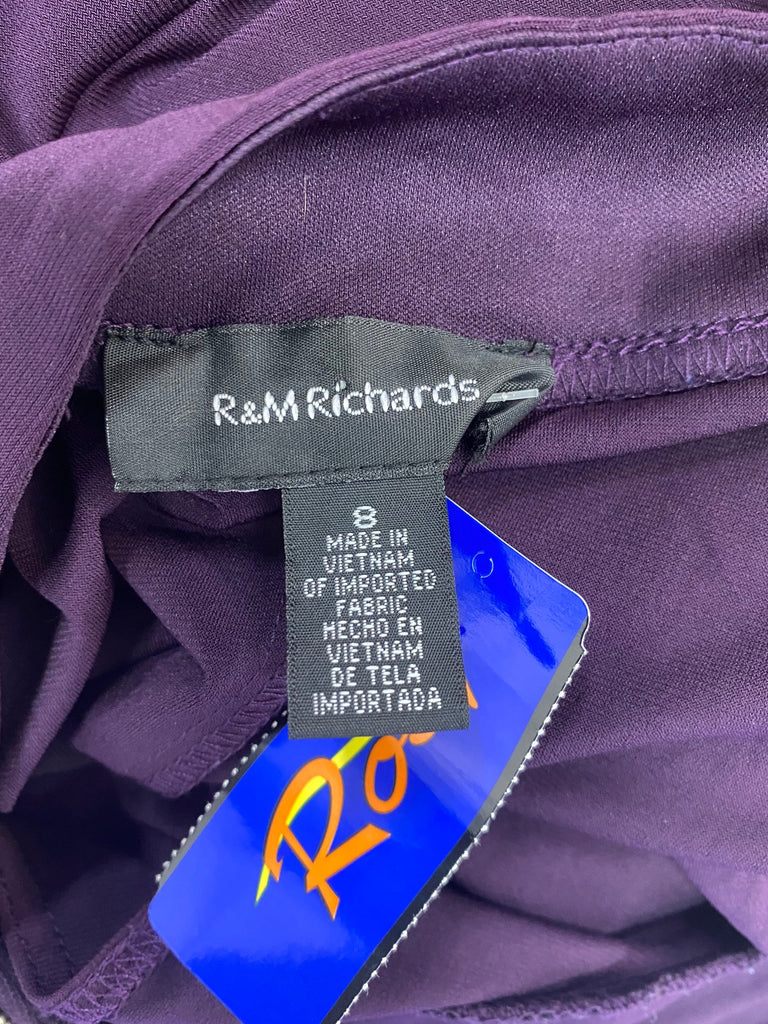 R&M Richards
8
MADE IN
VIETNAM
OF IMPORTED
FABRIC
HECHO EN
VIETNAM
DE TELA
IMPORTADA